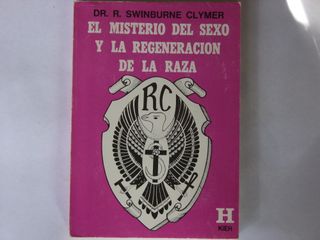 DR. R. SWINBURNE CLYMER
EL MISTERIO DEL SEXO
Y LA REGENERACION
DE LA RAZA
RC
H
KIER